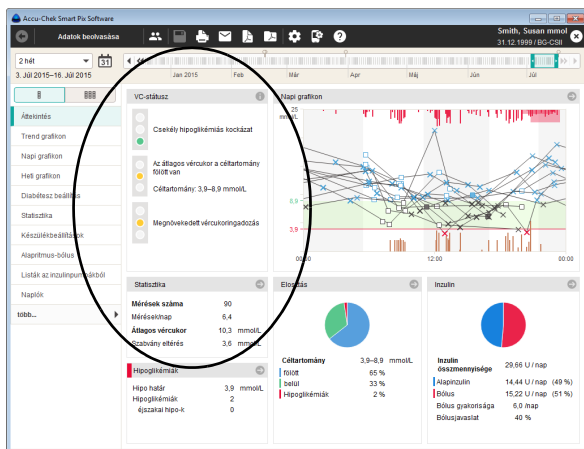 Accu-Chek Smart Pix Software
Adatok beolvasása
Smith, Susan mmol
31.12.1999 / BG-CSII
2 hét
31
3. Júl 2015–16. Júl 2015
Jan 2015 Feb Már Apr Máj Jún Júl
Áttekintés
Trend grafikon
Napi grafikon
Heti grafikon
Diabétesz beállítás
Statisztika
Készülékbeállítások
Alapritmus-bólus
Listák az inzulinpumpákból
Naplók
több...
VC-státusz
Csekély hipoglikémiás kockázat
Az átlagos vércukor a céltartomány
fölött van
Céltartomány: 3,9–8,9 mmol/L
Megnövekedett vércukoringadozás
Napi grafikon
25
mmol/L
8,9
3,9
00:00 12:00 00:00
Statisztika
Mérések száma 90
Mérések/nap 6,4
Átlagos vércukor 10,3 mmol/L
Szabvány eltérés 3,6 mmol/L
Hipoglikémiák
Hipo határ 3,9 mmol/L
Hipoglikémiák 2
éjszakai hipo-k 0
Eloszlás
Céltartomány 3,9–8,9 mmol/L
fölött 65 %
belül 33 %
Hipoglikémiák 2 %
Inzulin
Inzulin
összmennyisége 29,66 U / nap
Alapinzulin 14,44 U / nap (49 %)
Bólus 15,22 U / nap (51 %)
Bólus gyakorisága 6,0 /nap
Bólusjavaslat 40 %